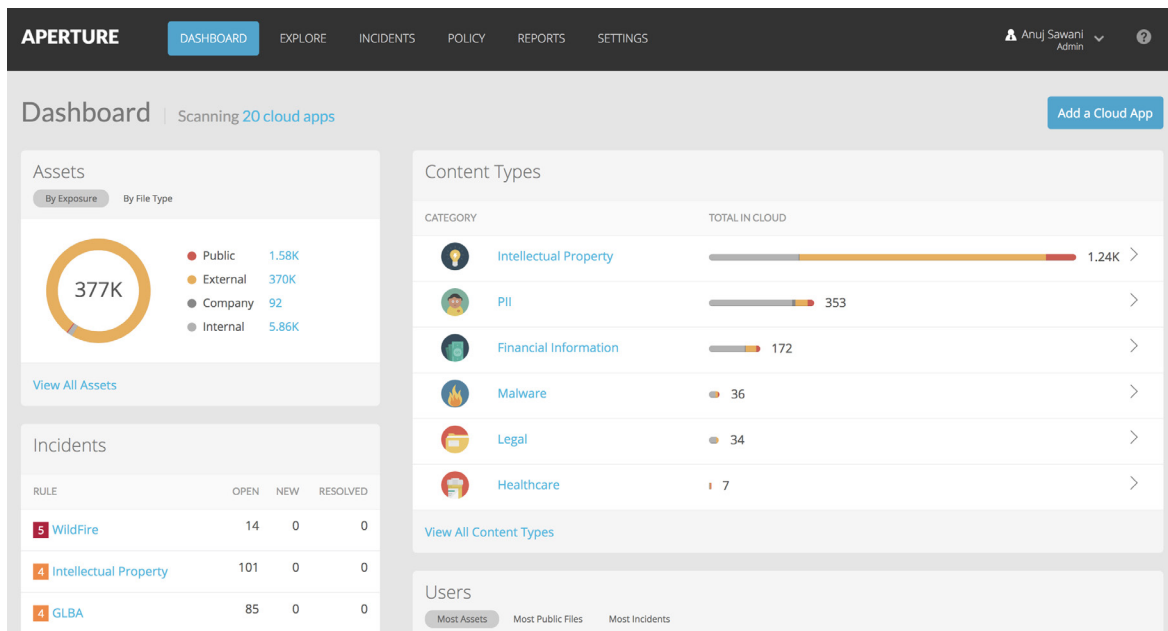 APERTURE DASHBOARD EXPLORE INCIDENTS POLICY REPORTS SETTINGS Anuj Sawani
Admin
?
Dashboard Scanning 20 cloud apps Add a Cloud App
Assets
By Exposure By File Type
377K
Public 1.58K
External 370K
Company 92
Internal 5.86K
View All Assets
Incidents
RULE OPEN NEW RESOLVED
5 WildFire 14 0 0
4 Intellectual Property 101 0 0
4 GLBA 85 0 0
Content Types
CATEGORY TOTAL IN CLOUD
Intellectual Property 1.24K
PII 353
Financial Information 172
Malware 36
Legal 34
Healthcare 7
View All Content Types
Users
Most Assets Most Public Files Most Incidents